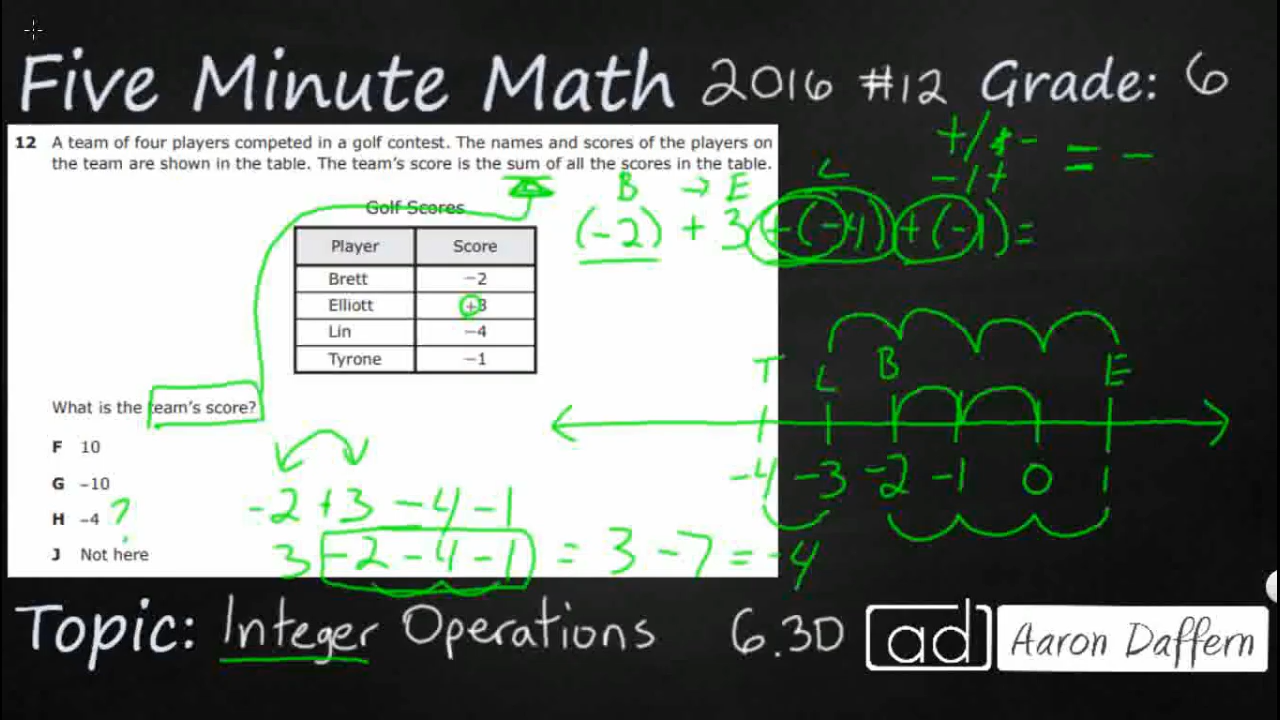 Five Minute Math 2016 #12 Grade: 6
12 A team of four players competed in a golf contest. The names and scores of the players on
the team are shown in the table. The team's score is the sum of all the scores in the table.
+/+ -
-/+ = -
B → E L
(-2) + 3 + (-4) + (-1) =
Golf Scores
Player Score
Brett −2
Elliott +3
Lin −4
Tyrone −1
T L B E
-4 -3 -2 -1 0 1
What is the team's score?
F 10
G −10
H −4 ?
J Not here
-2 + 3 - 4 - 1
3 - 2 - 4 - 1 = 3 - 7 = -4
Topic: Integer Operations 6.3D ad Aaron Daffern